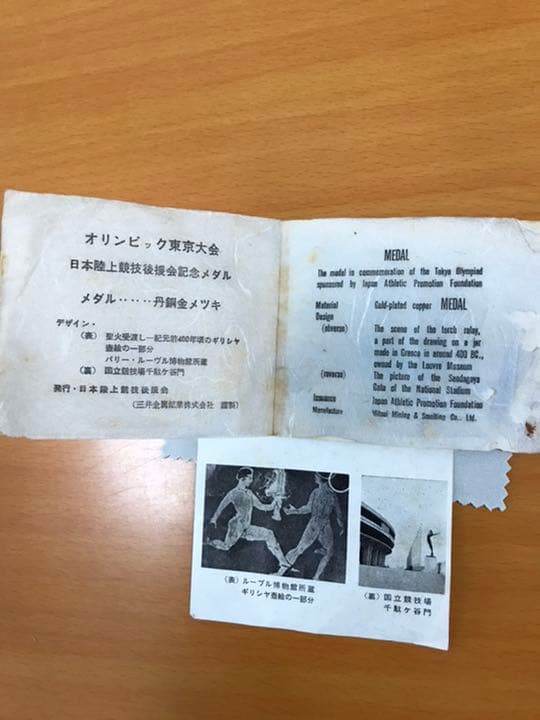 オリンピック東京大会
日本陸上競技後援会記念メダル
メダル‥‥‥丹銅金メツキ
デザイン・
(表) 聖火受渡し―紀元前400年頃のギリシヤ
壺絵の一部分
パリー・ルーヴル博物館所蔵
(裏) 国立競技場千駄ケ谷門
発行・日本陸上競技後援会
(三井金属鉱業株式会社 謹製)
MEDAL
The medal in commemoration of the Tokyo Olympiad
sponsored by Japan Athletic Promotion Foundation
Material Gold-plated copper MEDAL
Design
(obverse) The scene of the torch relay,
a part of the drawing on a jar
made in Greece in around 400 BC.,
owned by the Louvre Museum
(reverse) The picture of the Sendagaya
Gate of the National Stadium
Issuance Japan Athletic Promotion Foundation
Manufacture Mitsui Mining & Smelting Co., Ltd.
(表) ルーブル博物館所蔵
ギリシヤ壺絵の一部分
(裏) 国立競技場
千駄ケ谷門